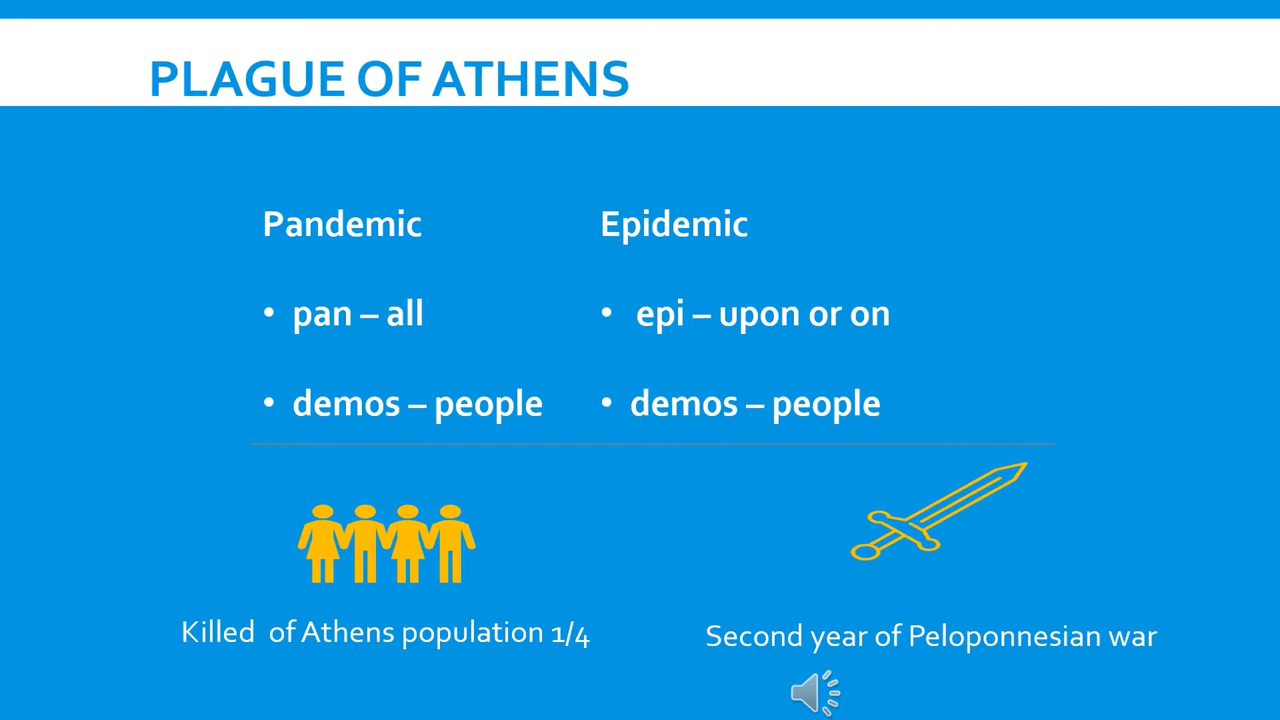 PLAGUE OF ATHENS
Pandemic
• pan – all
• demos – people
Epidemic
• epi – upon or on
• demos – people
Killed of Athens population 1/4
Second year of Peloponnesian war